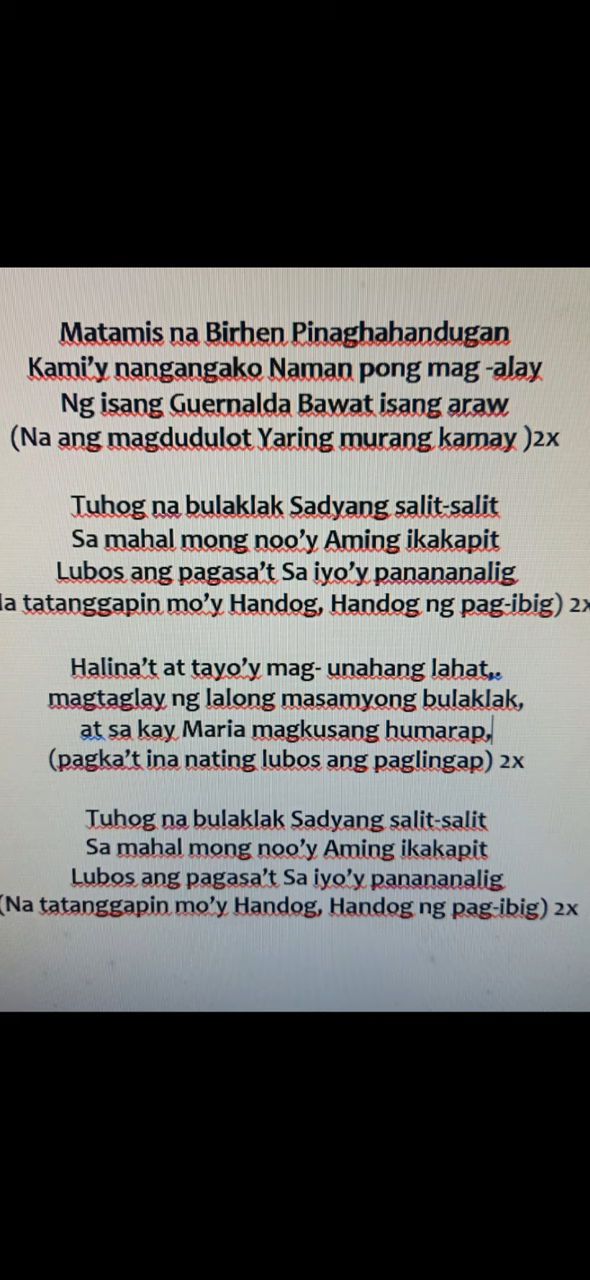 Matamis na Birhen Pinaghahandugan
Kami'y nangangako Naman pong mag -alay
Ng isang Guernalda Bawat isang araw
(Na ang magdudulot Yaring murang kamay )2x
Tuhog na bulaklak Sadyang salit-salit
Sa mahal mong noo'y Aming ikakapit
Lubos ang pagasa't Sa iyo'y panananalig
tatanggapin mo'y Handog, Handog ng pag-ibig) 2x
Halina't at tayo'y mag- unahang lahat,.
magtaglay ng lalong masamyong bulaklak,
at sa kay Maria magkusang humarap,
(pagka't ina nating lubos ang paglingap) 2x
Tuhog na bulaklak Sadyang salit-salit
Sa mahal mong noo'y Aming ikakapit
Lubos ang pagasa't Sa iyo'y panananalig
(Na tatanggapin mo'y Handog, Handog ng pag-ibig) 2x